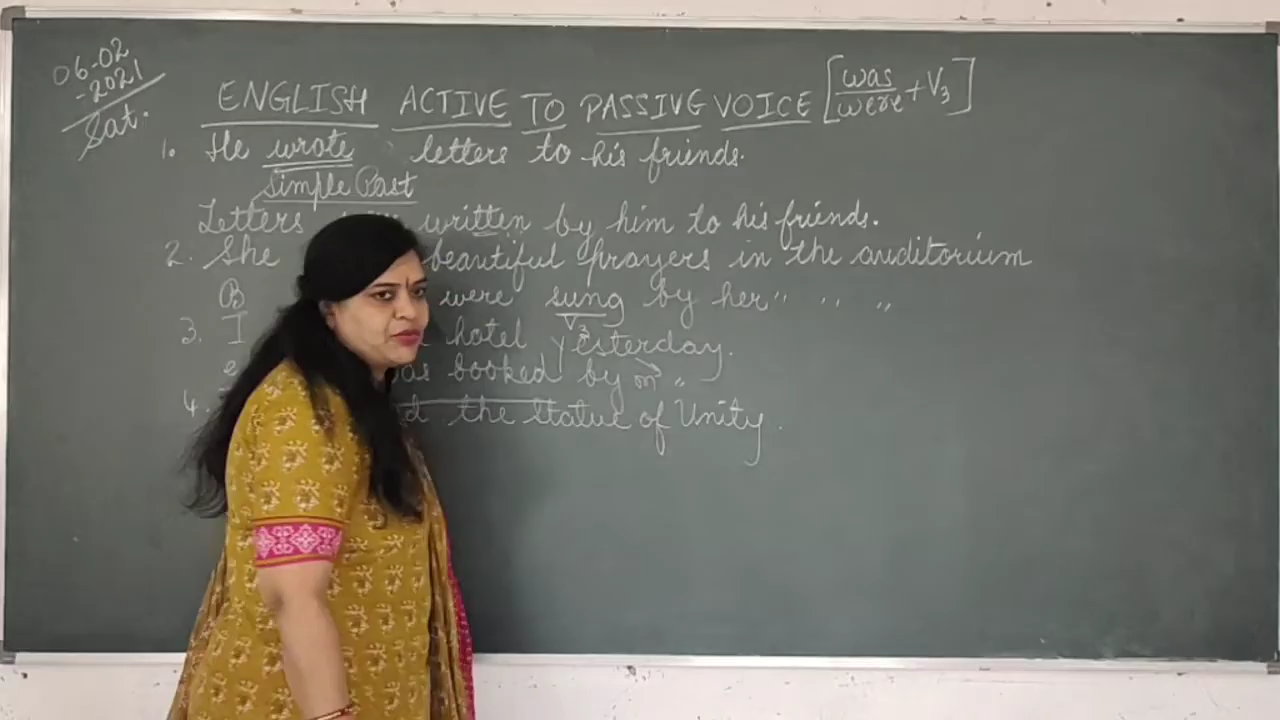 06-02
-2021
Sat.
ENGLISH ACTIVE TO PASSIVE VOICE [was/were + V3]
1. He wrote letters to his friends.
Simple Past
Letters written by him to his friends.
2. She beautiful prayers in the auditorium
B were sung by her " " "
V3
3. I hotel yesterday.
booked by "
4. the Statue of Unity.